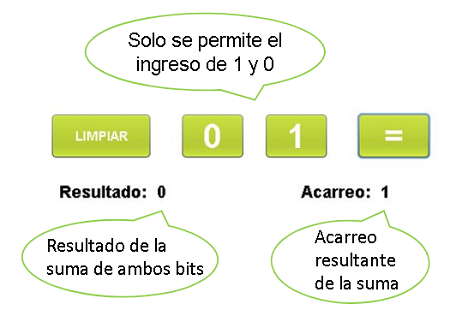 Solo se permite el
ingreso de 1 y 0
LIMPIAR 0 1 =
Resultado: 0 Acarreo: 1
Resultado de la
suma de ambos bits
Acarreo
resultante
de la suma